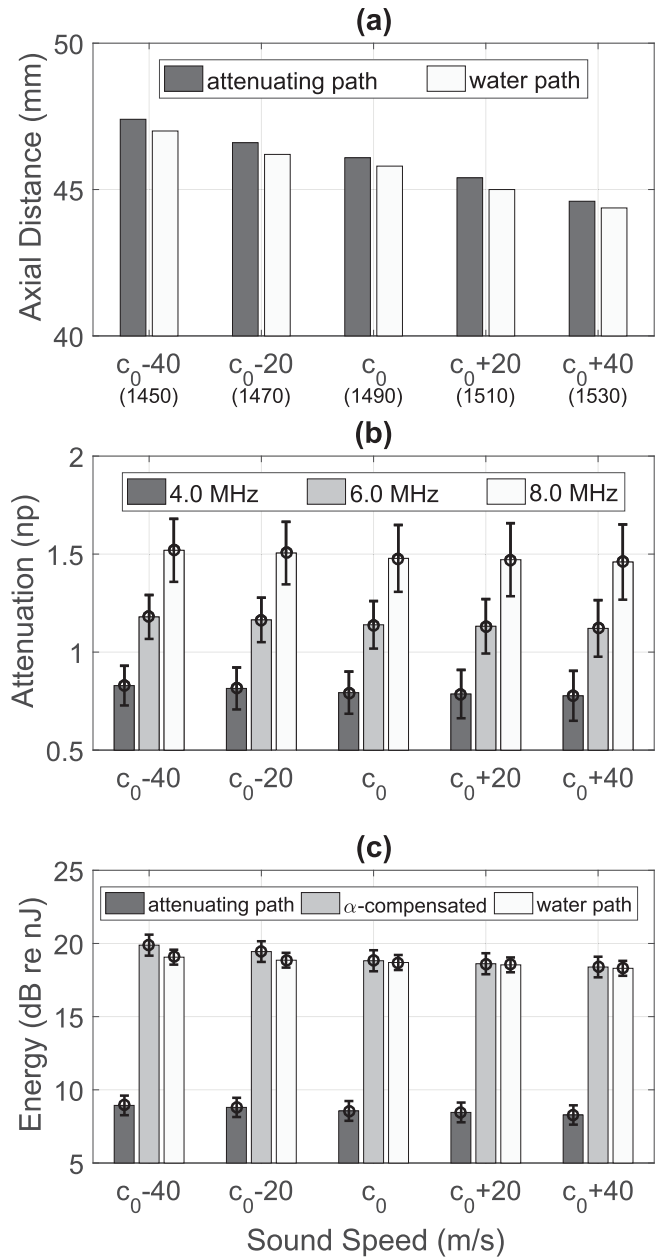 (a)
50
attenuating path water path
45
40
Axial Distance (mm)
c0-40 c0-20 c0 c0+20 c0+40
(1450) (1470) (1490) (1510) (1530)
(b)
2
4.0 MHz 6.0 MHz 8.0 MHz
1.5
1
0.5
Attenuation (np)
c0-40 c0-20 c0 c0+20 c0+40
(c)
25
attenuating path α-compensated water path
20
15
10
5
Energy (dB re nJ)
c0-40 c0-20 c0 c0+20 c0+40
Sound Speed (m/s)